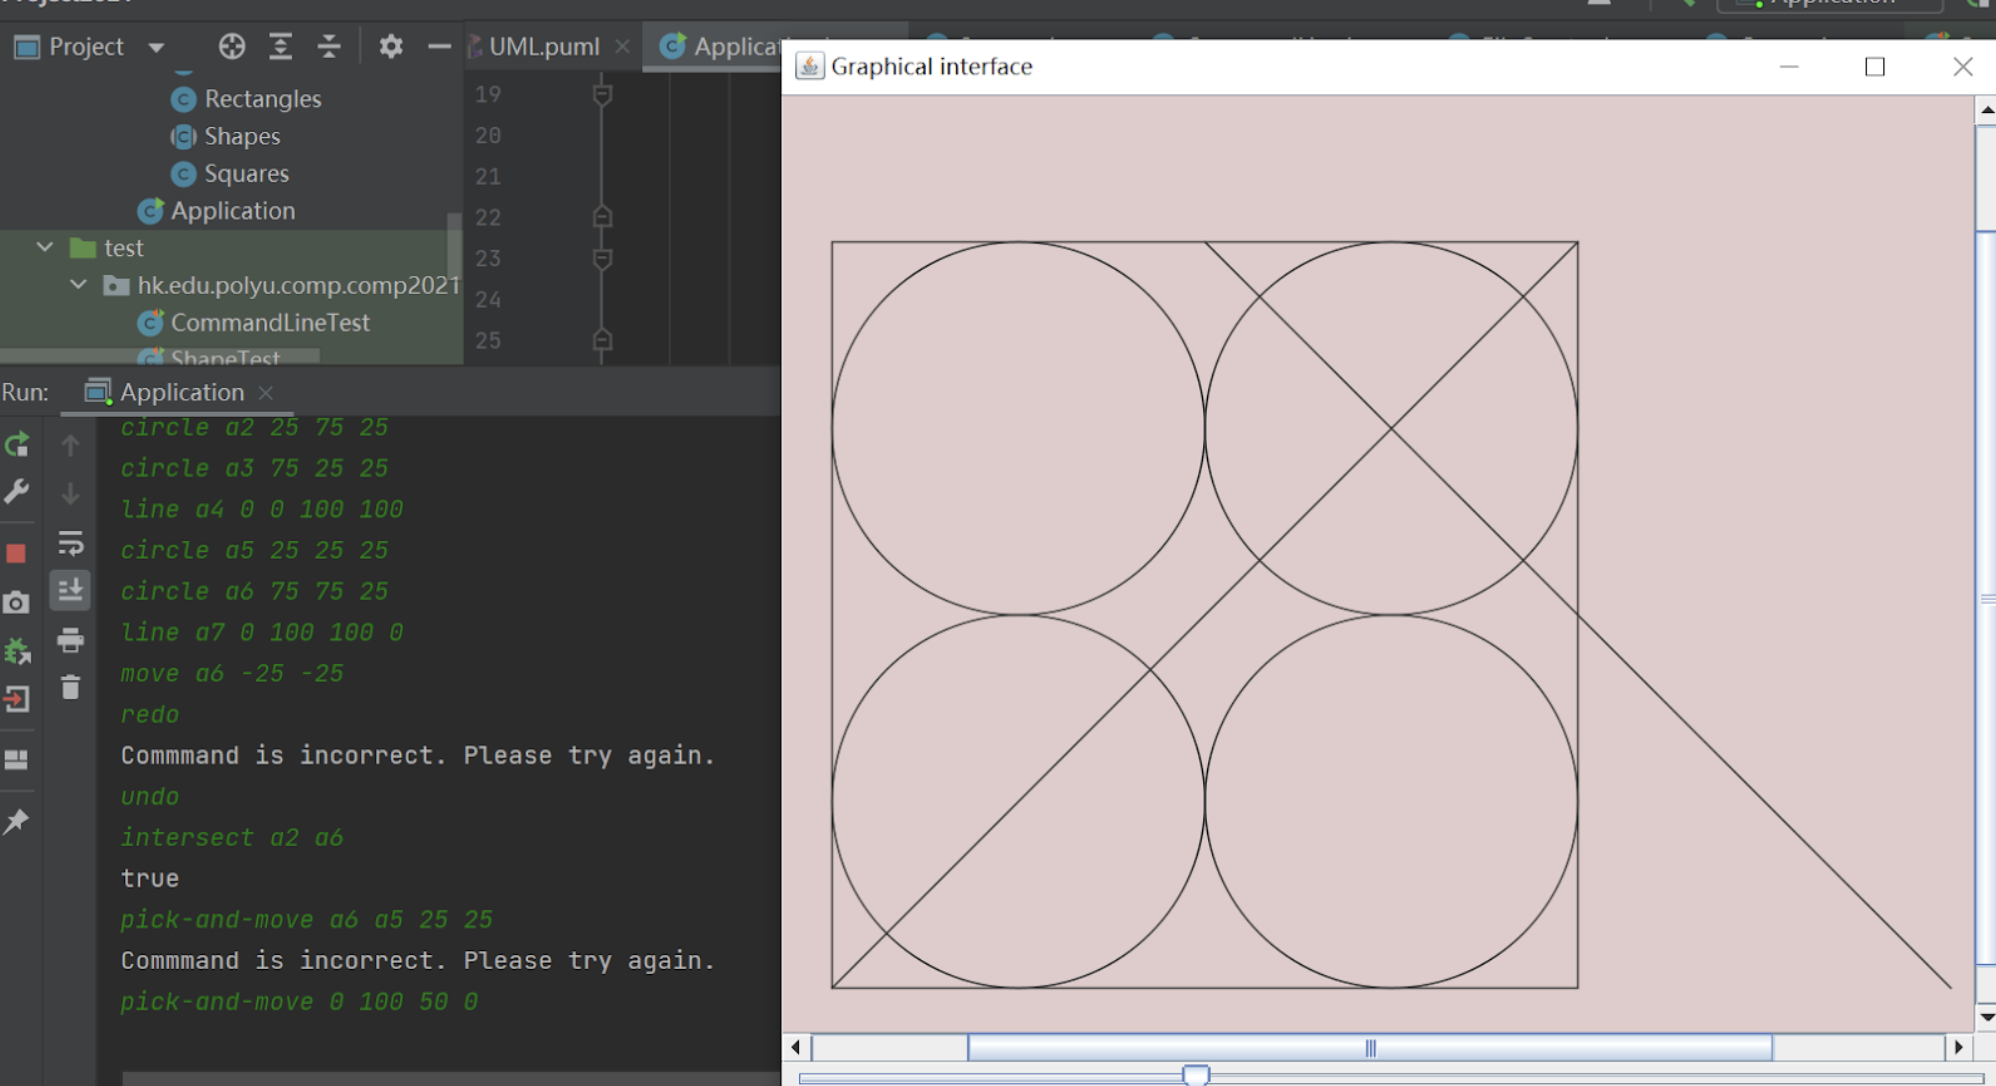 Project
UML.puml
Graphical interface
Rectangles
19
Shapes
20
Squares
21
Application
22
test
23
hk.edu.polyu.comp.comp2021
24
CommandLineTest
25
ShapeTest
Run:
Application
circle a2 25 75 25
circle a3 75 25 25
line a4 0 0 100 100
circle a5 25 25 25
circle a6 75 75 25
line a7 0 100 100 0
move a6 -25 -25
redo
Commmand is incorrect. Please try again.
undo
intersect a2 a6
true
pick-and-move a6 a5 25 25
Commmand is incorrect. Please try again.
pick-and-move 0 100 50 0